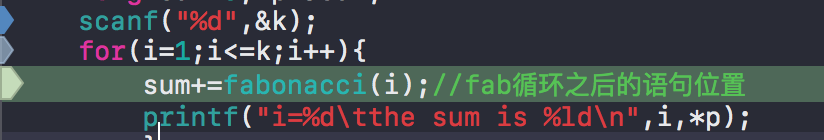 scanf("%d",&k);
for(i=1;i<=k;i++){
sum+=fabonacci(i);//fab循环之后的语句位置
printf("i=%d\tthe sum is %ld\n",i,*p);